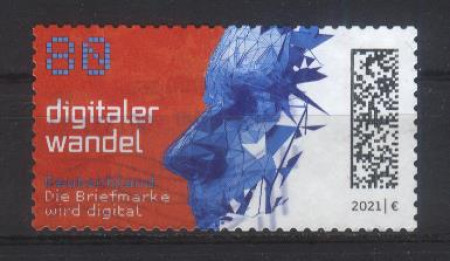 80
digitaler
wandel
Deutschland
Die Briefmarke
wird digital
2021 | €